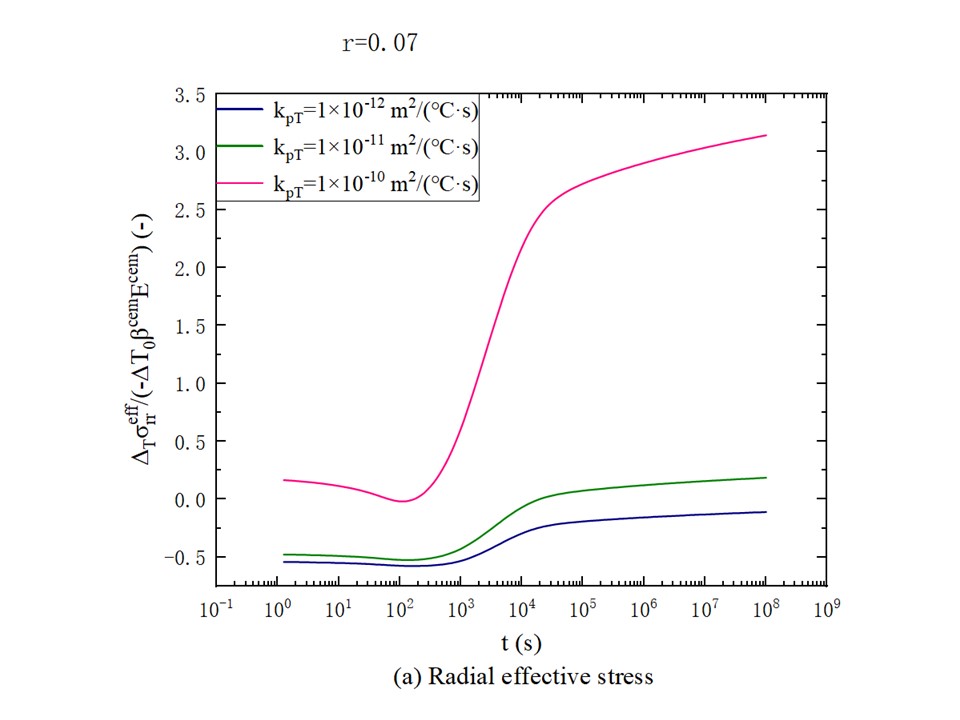 r=0.07
k_pT=1×10^-12 m^2/(℃·s)
k_pT=1×10^-11 m^2/(℃·s)
k_pT=1×10^-10 m^2/(℃·s)
Δ_Tσ_rr^eff/(-ΔT_0β^cemE^cem) (-)
3.5
3.0
2.5
2.0
1.5
1.0
0.5
0.0
−0.5
10^-1 10^0 10^1 10^2 10^3 10^4 10^5 10^6 10^7 10^8 10^9
t (s)
(a) Radial effective stress